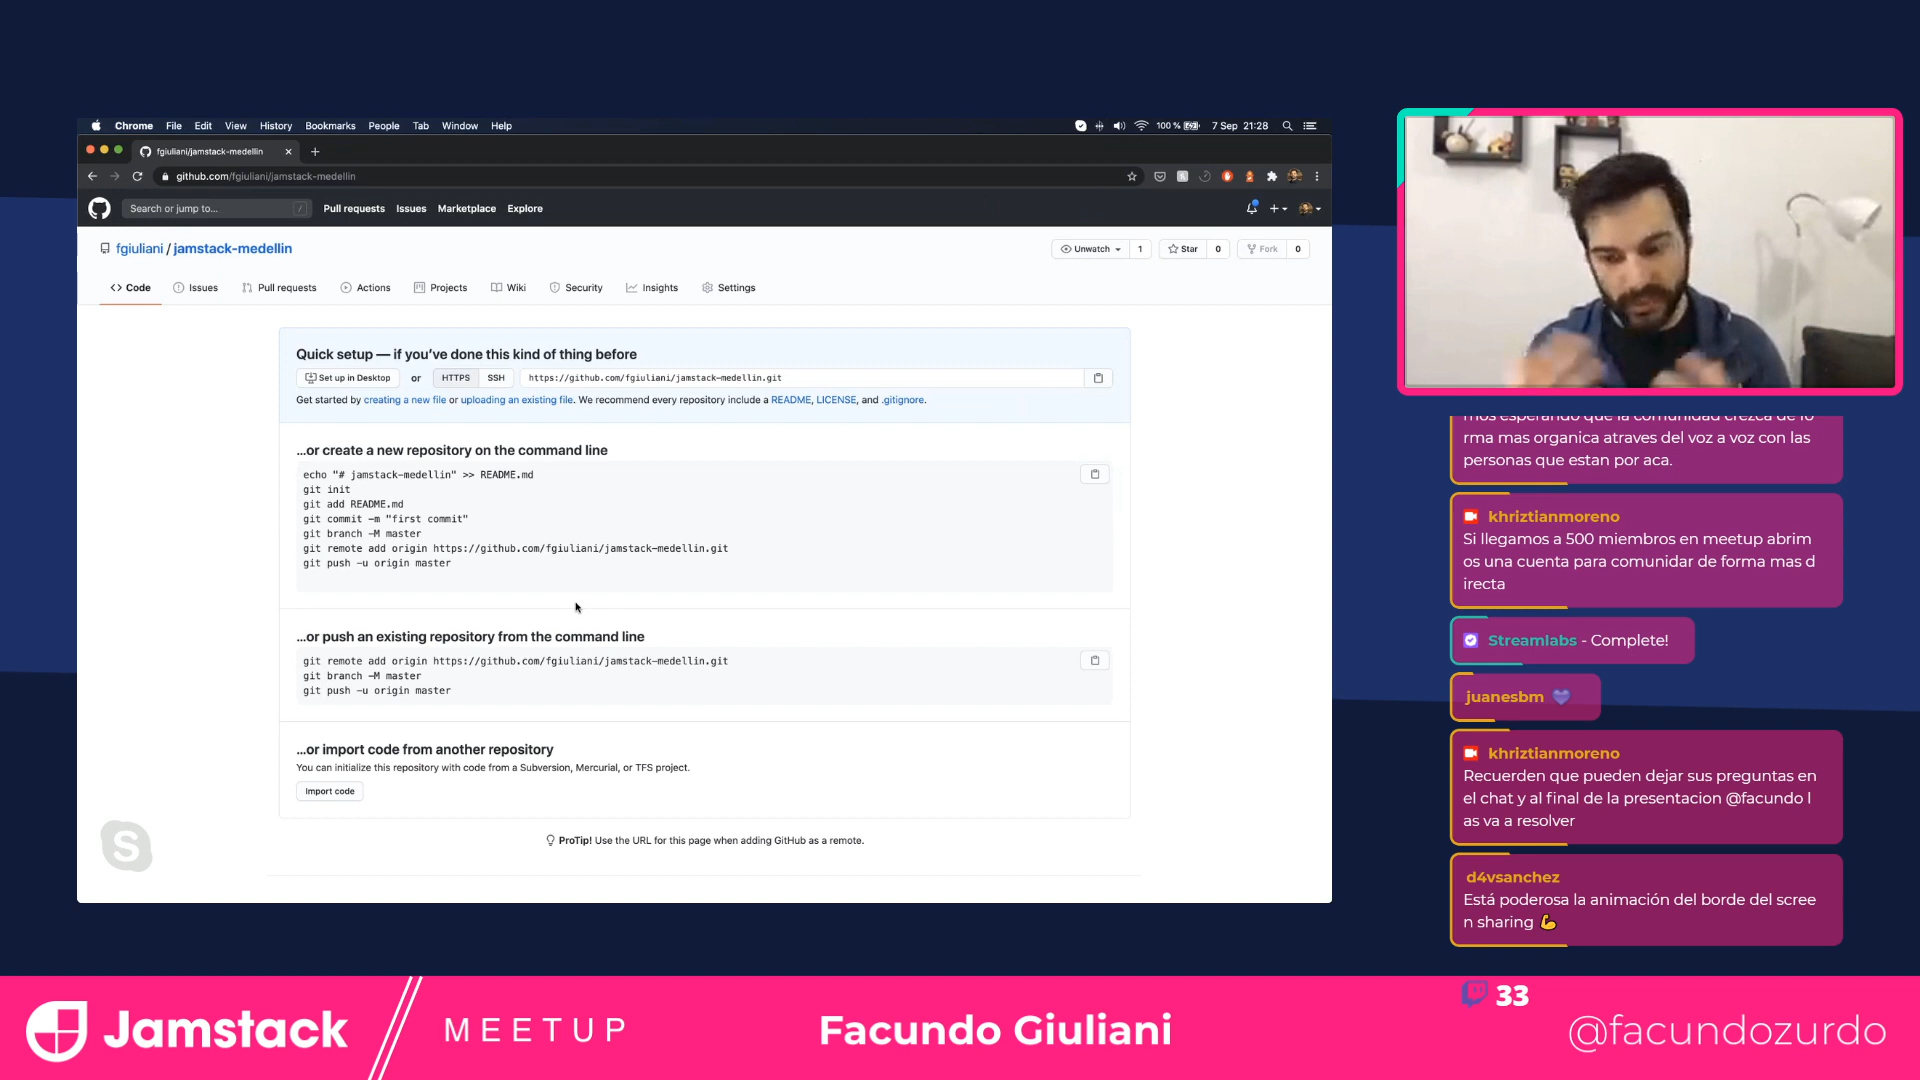 Chrome File Edit View History Bookmarks People Tab Window Help
100 % 7 Sep 21:28
fgiuliani/jamstack-medellin
github.com/fgiuliani/jamstack-medellin
Search or jump to... /
Pull requests Issues Marketplace Explore
fgiuliani / jamstack-medellin
Unwatch 1 Star 0 Fork 0
Code Issues Pull requests Actions Projects Wiki Security Insights Settings
Quick setup — if you've done this kind of thing before
Set up in Desktop or HTTPS SSH https://github.com/fgiuliani/jamstack-medellin.git
Get started by creating a new file or uploading an existing file. We recommend every repository include a README, LICENSE, and .gitignore.
...or create a new repository on the command line
echo "# jamstack-medellin" >> README.md
git init
git add README.md
git commit -m "first commit"
git branch -M master
git remote add origin https://github.com/fgiuliani/jamstack-medellin.git
git push -u origin master
...or push an existing repository from the command line
git remote add origin https://github.com/fgiuliani/jamstack-medellin.git
git branch -M master
git push -u origin master
...or import code from another repository
You can initialize this repository with code from a Subversion, Mercurial, or TFS project.
Import code
ProTip! Use the URL for this page when adding GitHub as a remote.
mos esperando que la comunidad crezca de fo
rma mas organica atraves del voz a voz con las
personas que estan por aca.
khriztianmoreno
Si llegamos a 500 miembros en meetup abrim
os una cuenta para comunidar de forma mas d
irecta
Streamlabs - Complete!
juanesbm 💜
khriztianmoreno
Recuerden que pueden dejar sus preguntas en
el chat y al final de la presentacion @facundo l
as va a resolver
d4vsanchez
Está poderosa la animación del borde del scree
n sharing 💪
33
Jamstack MEETUP Facundo Giuliani @facundozurdo